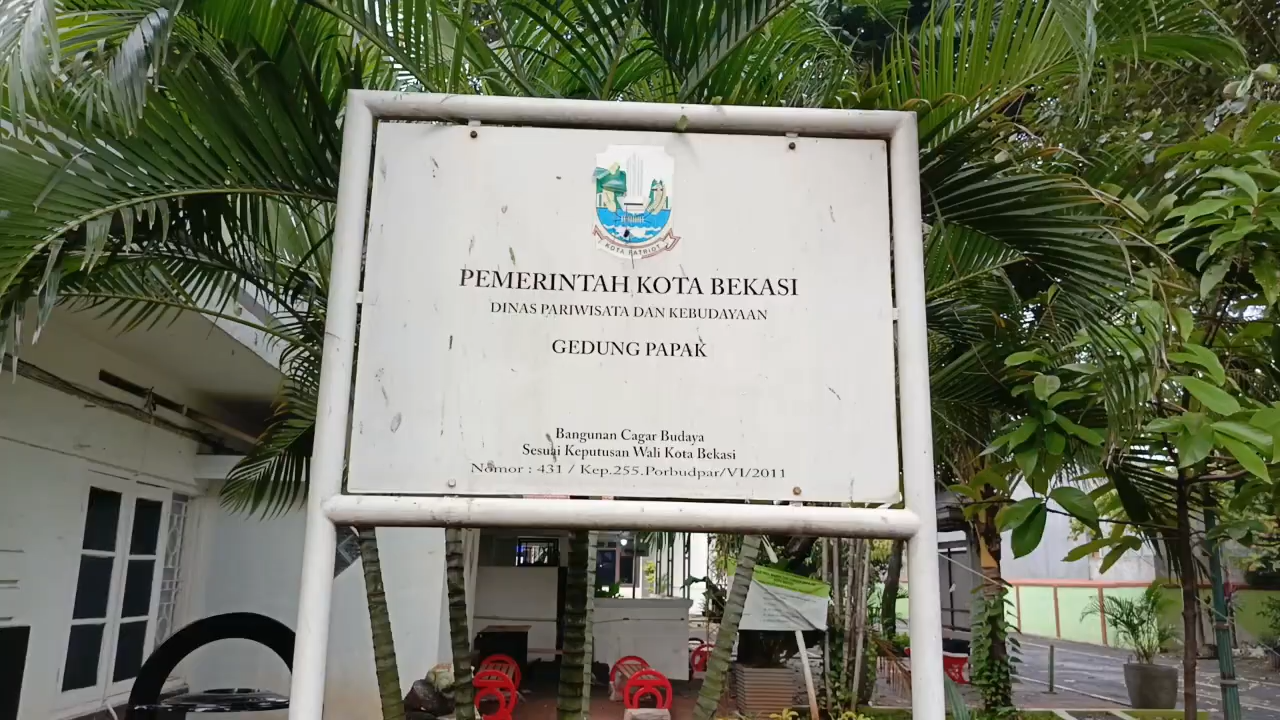 KOTA PATRIOT
PEMERINTAH KOTA BEKASI
DINAS PARIWISATA DAN KEBUDAYAAN
GEDUNG PAPAK
Bangunan Cagar Budaya
Sesuai Keputusan Wali Kota Bekasi
Nomor : 431 / Kep.255.Porbudpar/VI/2011